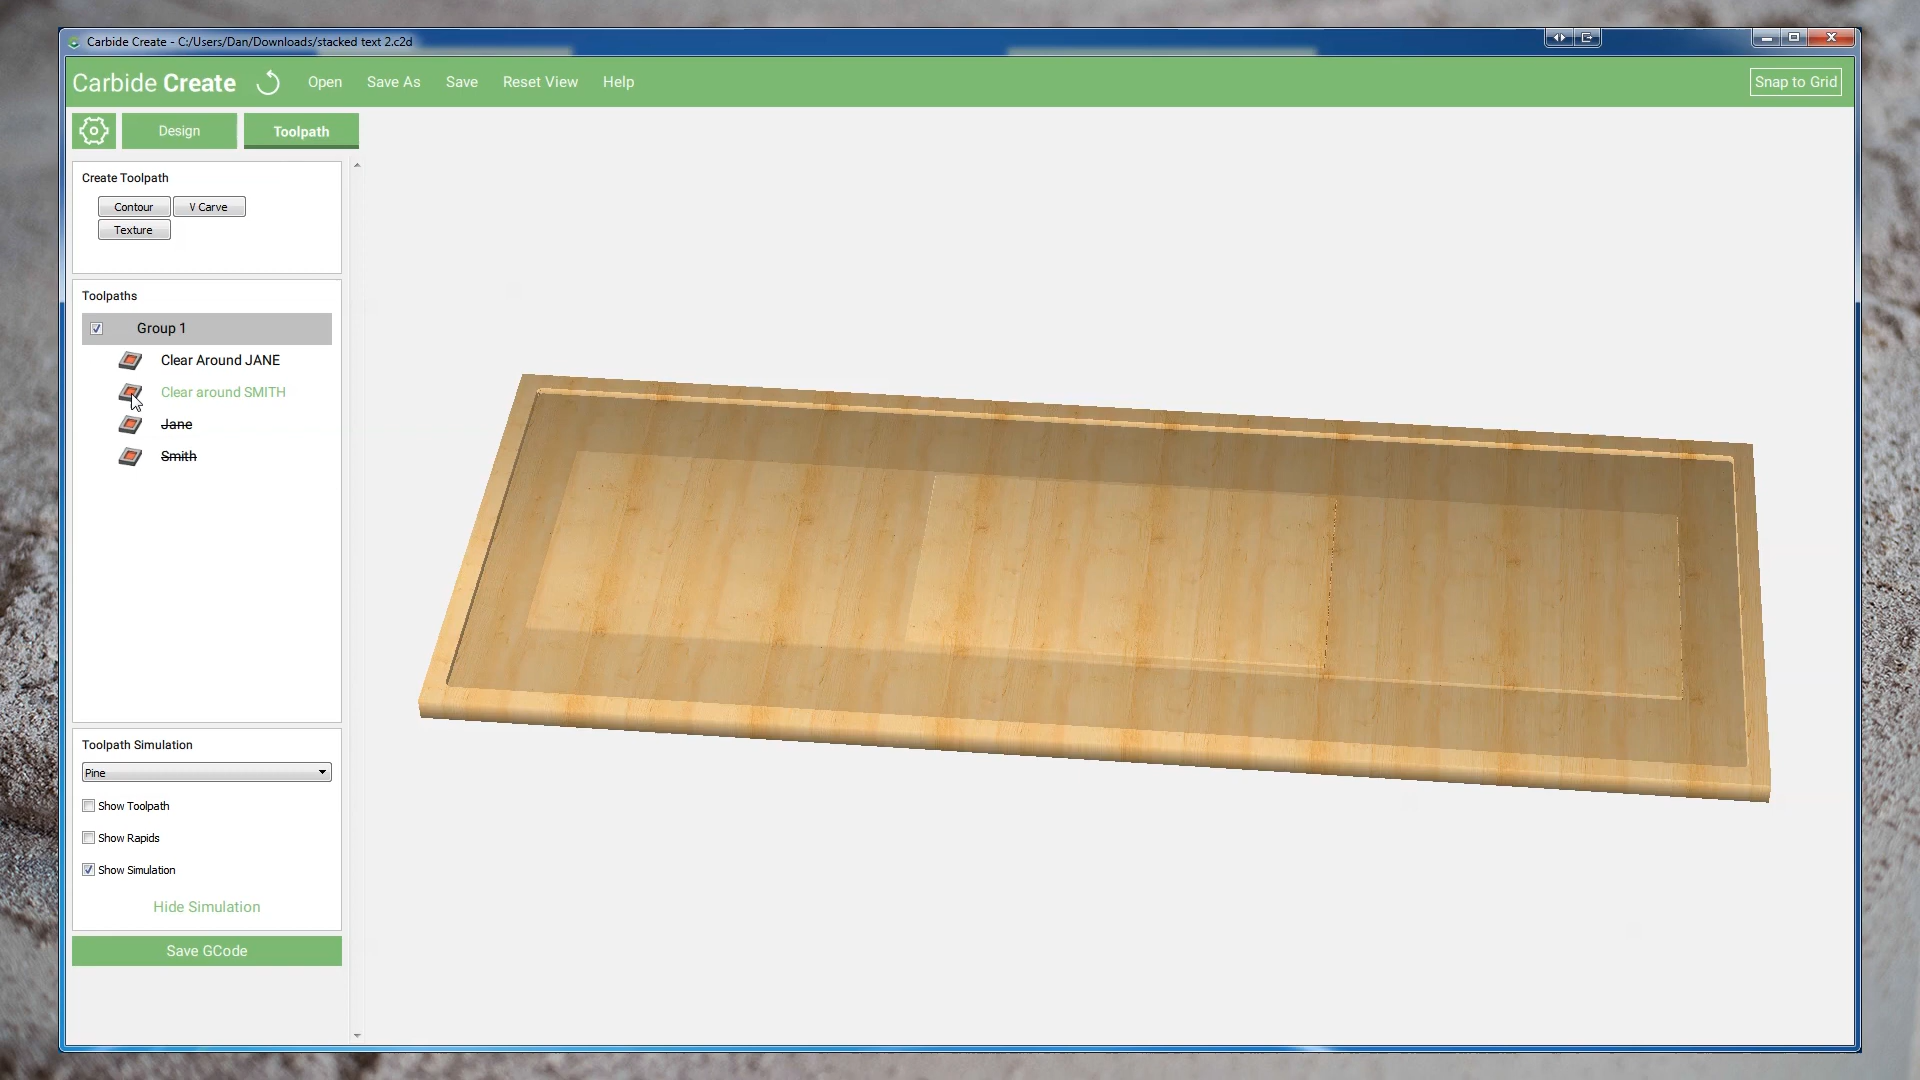 Carbide Create - C:/Users/Dan/Downloads/stacked text 2.c2d
Carbide Create Open Save As Save Reset View Help Snap to Grid
Design Toolpath
Create Toolpath
Contour V Carve
Texture
Toolpaths
Group 1
Clear Around JANE
Clear around SMITH
Jane
Smith
Toolpath Simulation
Pine
Show Toolpath
Show Rapids
Show Simulation
Hide Simulation
Save GCode